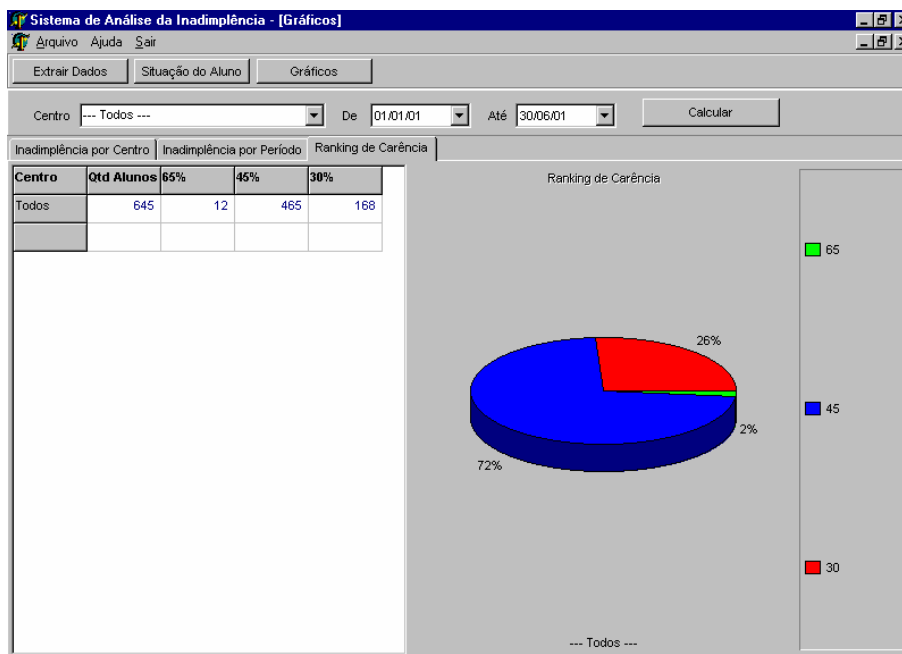 Sistema de Análise da Inadimplência - [Gráficos]
Arquivo Ajuda Sair
Extrair Dados Situação do Aluno Gráficos
Centro --- Todos --- De 01/01/01 Até 30/06/01 Calcular
Inadimplência por Centro Inadimplência por Período Ranking de Carência
Centro Qtd Alunos 65% 45% 30%
Todos 645 12 465 168
Ranking de Carência
65
26%
45
2%
72%
30
--- Todos ---